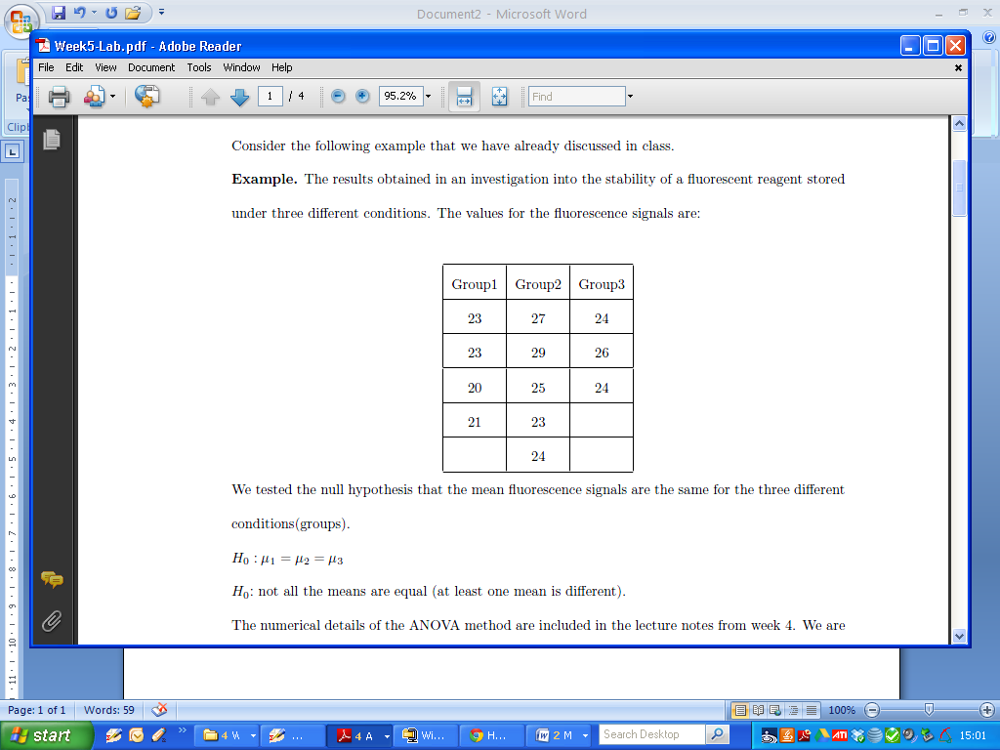 Document2 - Microsoft Word
Week5-Lab.pdf - Adobe Reader
File Edit View Document Tools Window Help
1 / 4 95.2% Find
Consider the following example that we have already discussed in class.
Example. The results obtained in an investigation into the stability of a fluorescent reagent stored
under three different conditions. The values for the fluorescence signals are:
Group1 Group2 Group3
23 27 24
23 29 26
20 25 24
21 23
24
We tested the null hypothesis that the mean fluorescence signals are the same for the three different
conditions(groups).
H₀ : μ₁ = μ₂ = μ₃
H₀: not all the means are equal (at least one mean is different).
The numerical details of the ANOVA method are included in the lecture notes from week 4. We are
Page: 1 of 1 Words: 59 100%
start 4 W 4 A Wi... H... 2 M Search Desktop ATI 15:01